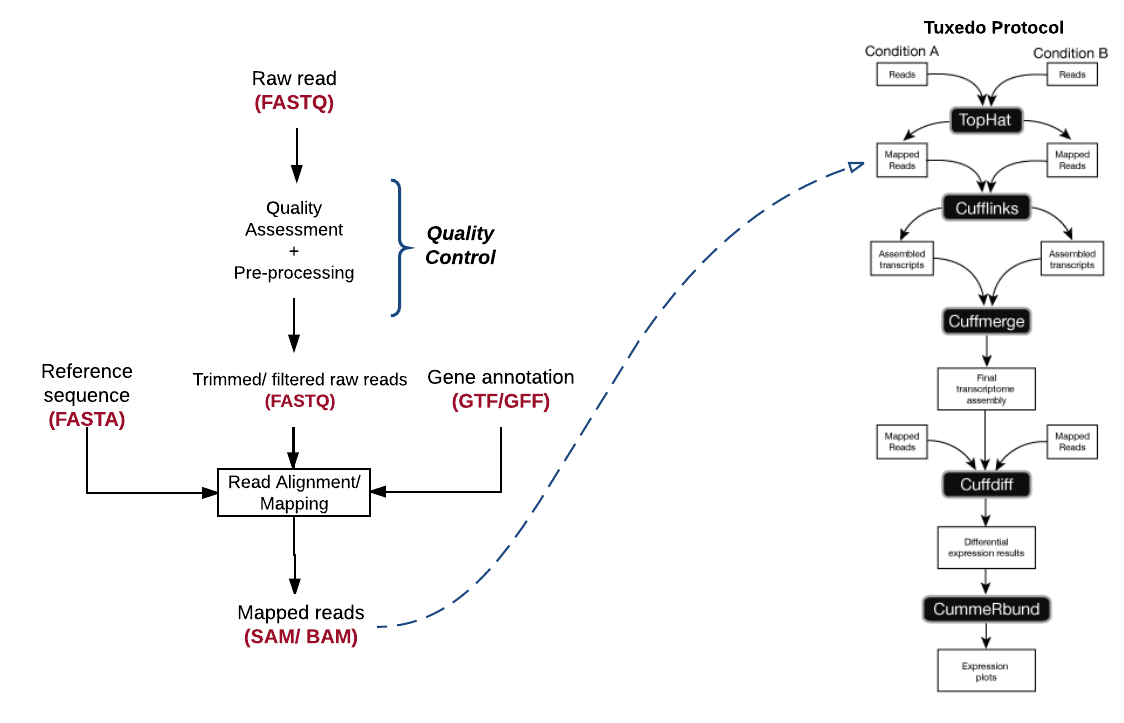 Raw read
(FASTQ)
Quality
Assessment
+
Pre-processing
Quality
Control
Reference
sequence
(FASTA)
Trimmed/ filtered raw reads
(FASTQ)
Gene annotation
(GTF/GFF)
Read Alignment/
Mapping
Mapped reads
(SAM/ BAM)
Tuxedo Protocol
Condition A
Condition B
Reads
Reads
TopHat
Mapped
Reads
Mapped
Reads
Cufflinks
Assembled
transcripts
Assembled
transcripts
Cuffmerge
Final
transcriptome
assembly
Mapped
Reads
Mapped
Reads
Cuffdiff
Differential
expression results
CummeRbund
Expression
plots